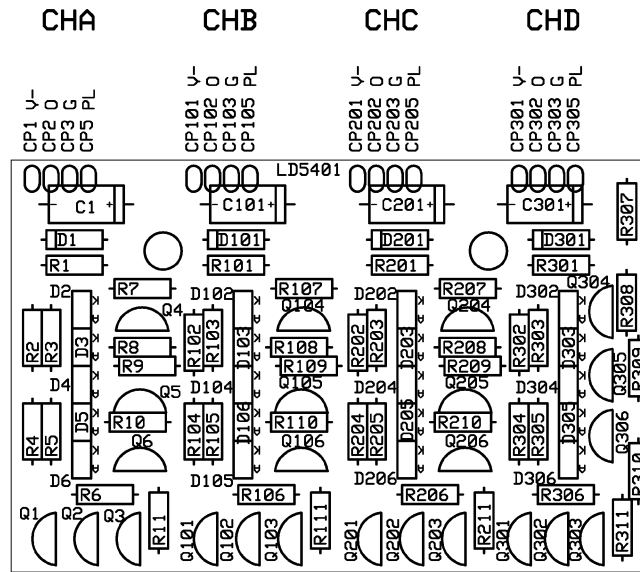 CHA CHB CHC CHD
CP1 V- CP2 O CP3 G CP5 PL CP101 V- CP102 O CP103 G CP105 PL CP201 V- CP202 O CP203 G CP205 PL CP301 V- CP302 O CP303 G CP305 PL
LD5401
C1 + C101+ C201+ C301+ R307
D1 D101 D201 D301
R1 R101 R201 R301
R7 R107 R207 Q304
D2 D102 D202 D302 R308
Q4 Q104 Q204
R2 R3 D3 R8 R102 R103 D103 R108 R202 R203 D203 R208 R302 R303 D303
R9 R109 R209 Q305 R309
D4 Q5 D104 Q105 D204 Q205 D304
R4 R5 D5 R10 R104 R105 D106 R110 R204 R205 D205 R210 R304 R305 D305 Q306
Q6 Q106 Q206
D6 D105 D206 D306 R310
R6 R106 R206 R306
Q1 Q2 Q3 R11 Q101 Q102 Q103 R111 Q201 Q202 Q203 R211 Q301 Q302 Q303 R311